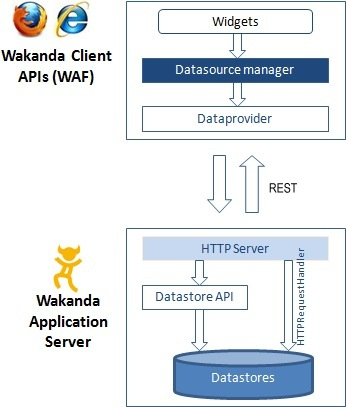 Widgets
Wakanda Client
APIs (WAF)
Datasource manager
Dataprovider
REST
HTTP Server
Datastore API
HTTPRequestHandler
Wakanda
Application
Server
Datastores